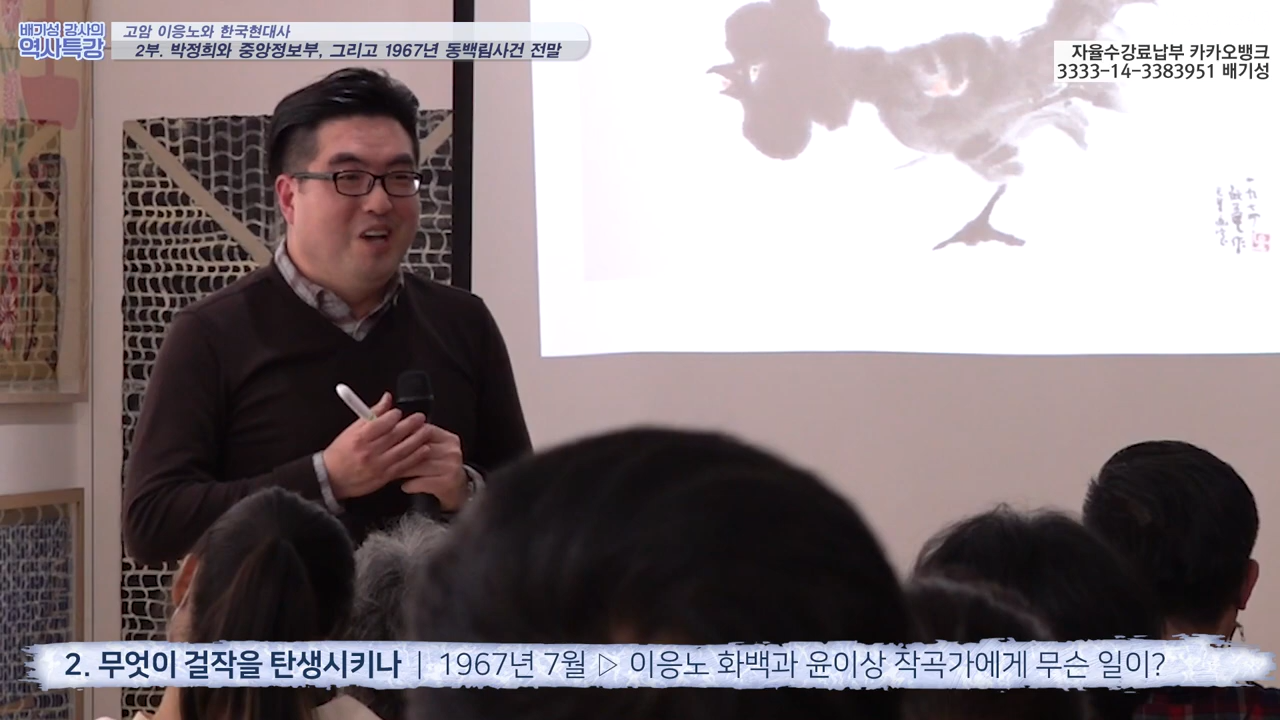 배기성 강사의
역사특강
고암 이응노와 한국현대사
2부. 박정희와 중앙정보부, 그리고 1967년 동백림사건 전말
자율수강료납부 카카오뱅크
3333-14-3383951 배기성
2. 무엇이 걸작을 탄생시키나 | 1967년 7월 ▷ 이응노 화백과 윤이상 작곡가에게 무슨 일이?